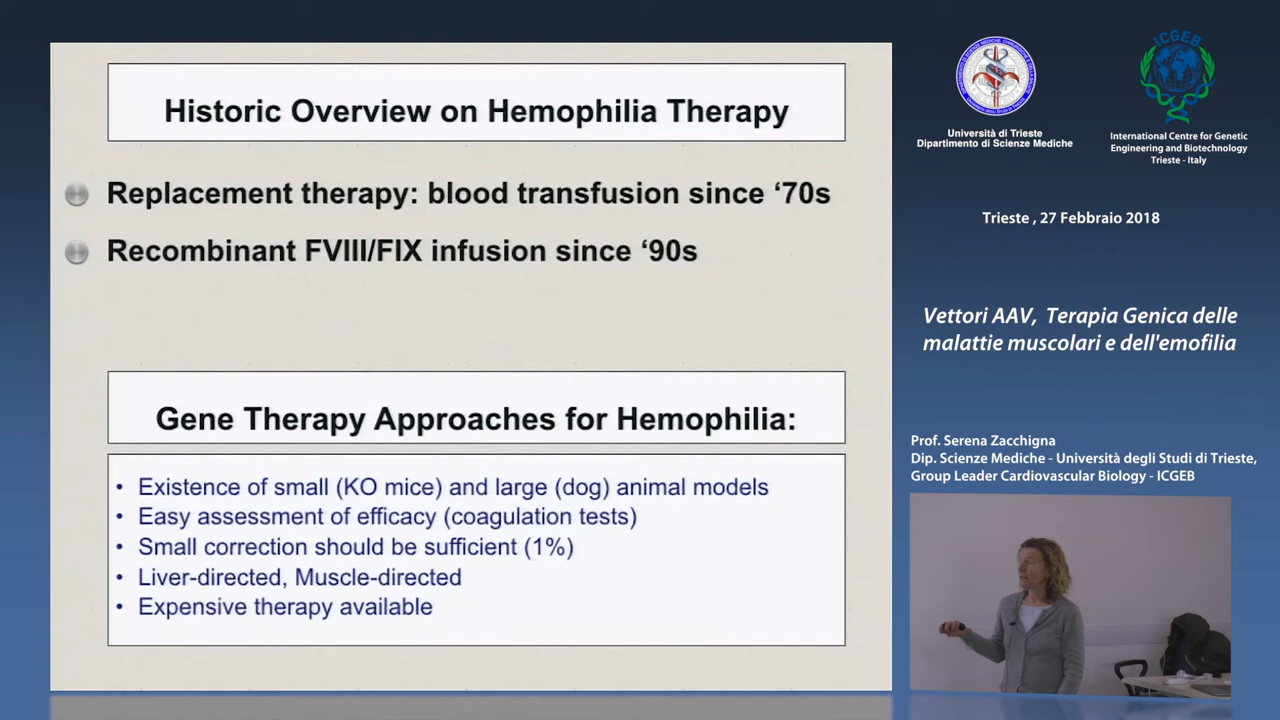 Historic Overview on Hemophilia Therapy
Replacement therapy: blood transfusion since ‘70s
Recombinant FVIII/FIX infusion since ‘90s
Gene Therapy Approaches for Hemophilia:
• Existence of small (KO mice) and large (dog) animal models
• Easy assessment of efficacy (coagulation tests)
• Small correction should be sufficient (1%)
• Liver-directed, Muscle-directed
• Expensive therapy available
Università di Trieste
Dipartimento di Scienze Mediche
ICGEB
International Centre for Genetic
Engineering and Biotechnology
Trieste - Italy
Trieste , 27 Febbraio 2018
Vettori AAV, Terapia Genica delle
malattie muscolari e dell'emofilia
Prof. Serena Zacchigna
Dip. Scienze Mediche - Università degli Studi di Trieste,
Group Leader Cardiovascular Biology - ICGEB